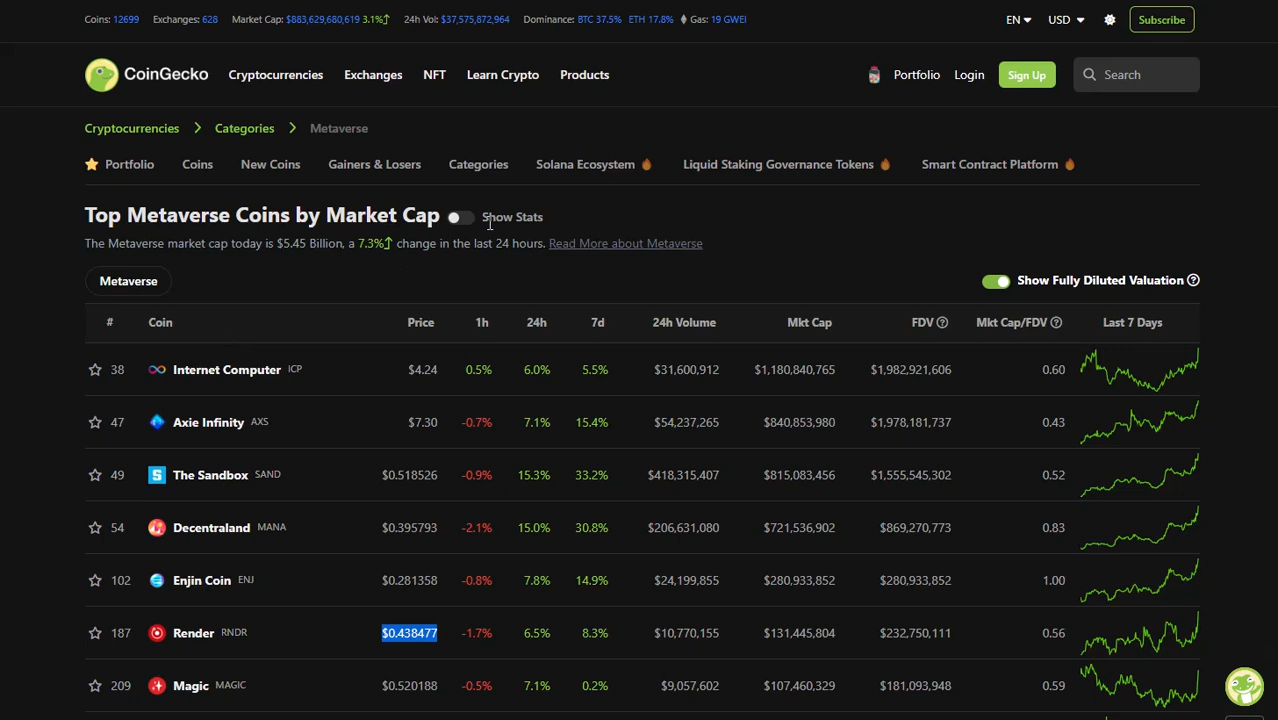 Coins: 12699 Exchanges: 628 Market Cap: $883,629,680,619 3.1% 24h Vol: $37,575,872,964 Dominance: BTC 37.5% ETH 17.8% Gas: 19 GWEI EN USD Subscribe
CoinGecko Cryptocurrencies Exchanges NFT Learn Crypto Products Portfolio Login Sign Up Search
Cryptocurrencies > Categories > Metaverse
Portfolio Coins New Coins Gainers & Losers Categories Solana Ecosystem Liquid Staking Governance Tokens Smart Contract Platform
Top Metaverse Coins by Market Cap Show Stats
The Metaverse market cap today is $5.45 Billion, a 7.3% change in the last 24 hours. Read More about Metaverse
Metaverse Show Fully Diluted Valuation
# Coin Price 1h 24h 7d 24h Volume Mkt Cap FDV Mkt Cap/FDV Last 7 Days
38 Internet Computer ICP $4.24 0.5% 6.0% 5.5% $31,600,912 $1,180,840,765 $1,982,921,606 0.60
47 Axie Infinity AXS $7.30 -0.7% 7.1% 15.4% $54,237,265 $840,853,980 $1,978,181,737 0.43
49 The Sandbox SAND $0.518526 -0.9% 15.3% 33.2% $418,315,407 $815,083,456 $1,555,545,302 0.52
54 Decentraland MANA $0.395793 -2.1% 15.0% 30.8% $206,631,080 $721,536,902 $869,270,773 0.83
102 Enjin Coin ENJ $0.281358 -0.8% 7.8% 14.9% $24,199,855 $280,933,852 $280,933,852 1.00
187 Render RNDR $0.438477 -1.7% 6.5% 8.3% $10,770,155 $131,445,804 $232,750,111 0.56
209 Magic MAGIC $0.520188 -0.5% 7.1% 0.2% $9,057,602 $107,460,329 $181,093,948 0.59